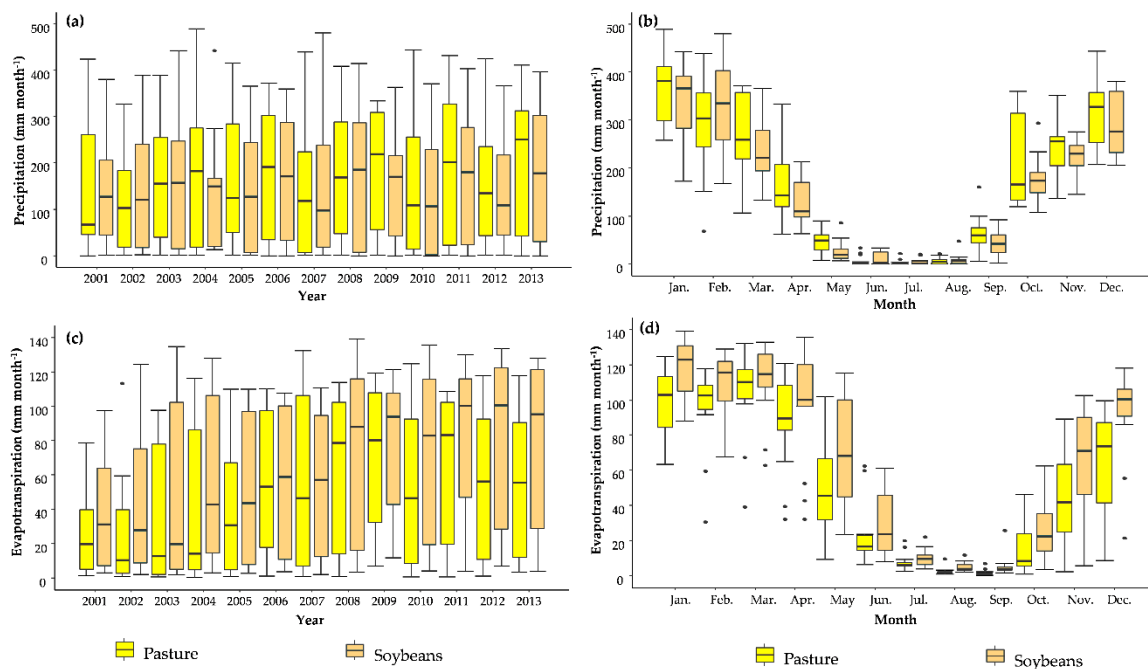 (a)
Precipitation (mm month⁻¹)
500
400
300
200
100
0
2001 2002 2003 2004 2005 2006 2007 2008 2009 2010 2011 2012 2013
Year
(b)
Precipitation (mm month⁻¹)
500
400
300
200
100
0
Jan. Feb. Mar. Apr. May Jun. Jul. Aug. Sep. Oct. Nov. Dec.
Month
(c)
Evapotranspiration (mm month⁻¹)
140
120
100
80
60
40
20
0
2001 2002 2003 2004 2005 2006 2007 2008 2009 2010 2011 2012 2013
Year
(d)
Evapotranspiration (mm month⁻¹)
140
120
100
80
60
40
20
0
Jan. Feb. Mar. Apr. May Jun. Jul. Aug. Sep. Oct. Nov. Dec.
Month
Pasture Soybeans
Pasture Soybeans